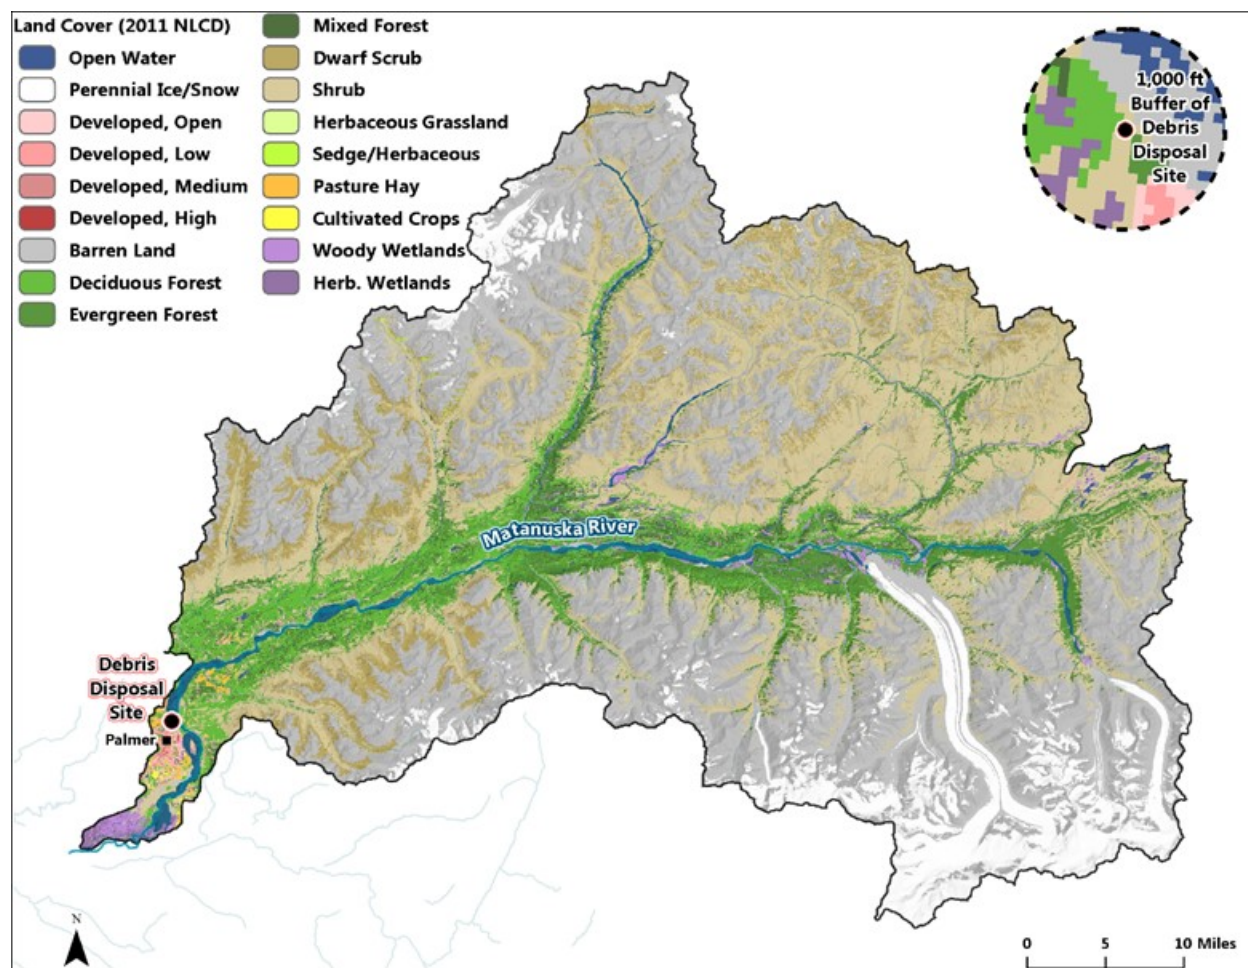 Land Cover (2011 NLCD)
Open Water
Perennial Ice/Snow
Developed, Open
Developed, Low
Developed, Medium
Developed, High
Barren Land
Deciduous Forest
Evergreen Forest
Mixed Forest
Dwarf Scrub
Shrub
Herbaceous Grassland
Sedge/Herbaceous
Pasture Hay
Cultivated Crops
Woody Wetlands
Herb. Wetlands
1,000 ft
Buffer of
Debris
Disposal
Site
Matanuska River
Debris
Disposal
Site
Palmer
N
0 5 10 Miles